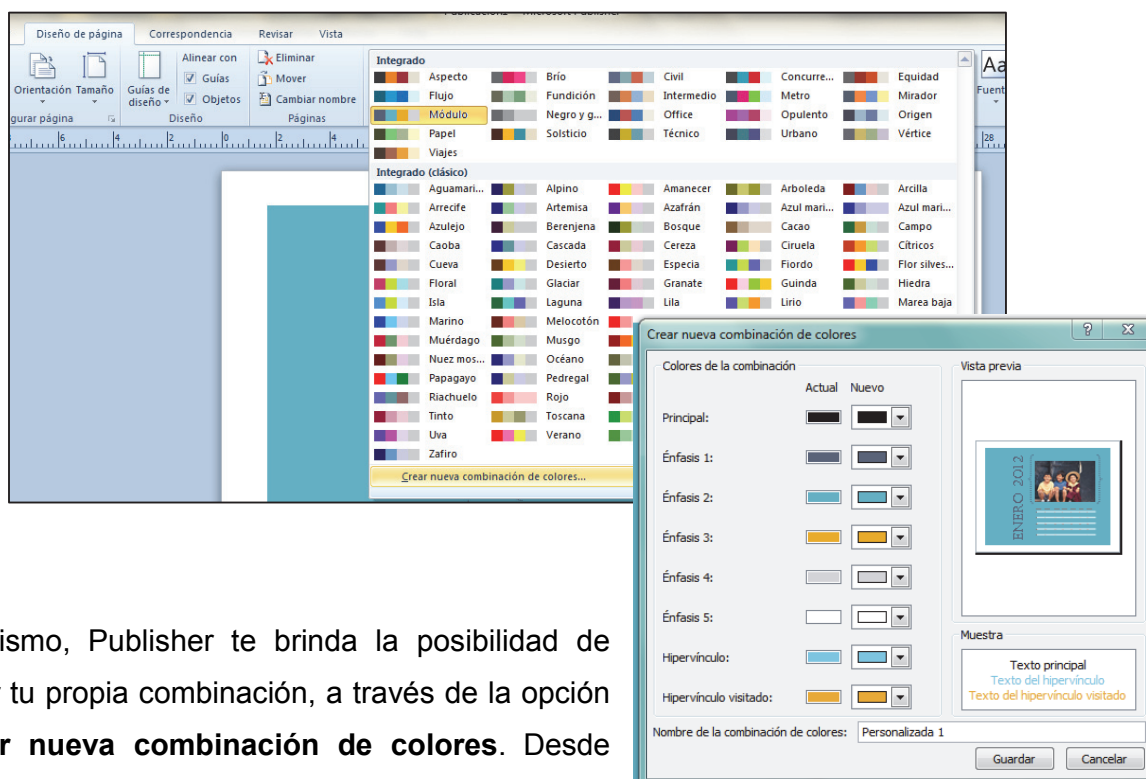 Diseño de página Correspondencia Revisar Vista
Orientación Tamaño Guías de diseño Alinear con Guías Objetos Eliminar Mover Cambiar nombre
gurar página Diseño Páginas
Fuent
6 4 2 0 2 4 28
Integrado
Aspecto Brío Civil Concurre... Equidad
Flujo Fundición Intermedio Metro Mirador
Módulo Negro y g... Office Opulento Origen
Papel Solsticio Técnico Urbano Vértice
Viajes
Integrado (clásico)
Aguamari... Alpino Amanecer Arboleda Arcilla
Arrecife Artemisa Azafrán Azul mari... Azul mari...
Azulejo Berenjena Bosque Cacao Campo
Caoba Cascada Cereza Ciruela Cítricos
Cueva Desierto Especia Fiordo Flor silves...
Floral Glaciar Granate Guinda Hiedra
Isla Laguna Lila Lirio Marea baja
Marino Melocotón
Muérdago Musgo
Nuez mos... Océano
Papagayo Pedregal
Riachuelo Rojo
Tinto Toscana
Uva Verano
Zafiro
Crear nueva combinación de colores...
Crear nueva combinación de colores
Colores de la combinación
Actual Nuevo
Principal:
Énfasis 1:
Énfasis 2:
Énfasis 3:
Énfasis 4:
Énfasis 5:
Hipervínculo:
Hipervínculo visitado:
Vista previa
ENERO 2012
Muestra
Texto principal
Texto del hipervínculo
Texto del hipervínculo visitado
Nombre de la combinación de colores: Personalizada 1
Guardar Cancelar
ismo, Publisher te brinda la posibilidad de
r tu propia combinación, a través de la opción
r nueva combinación de colores. Desde